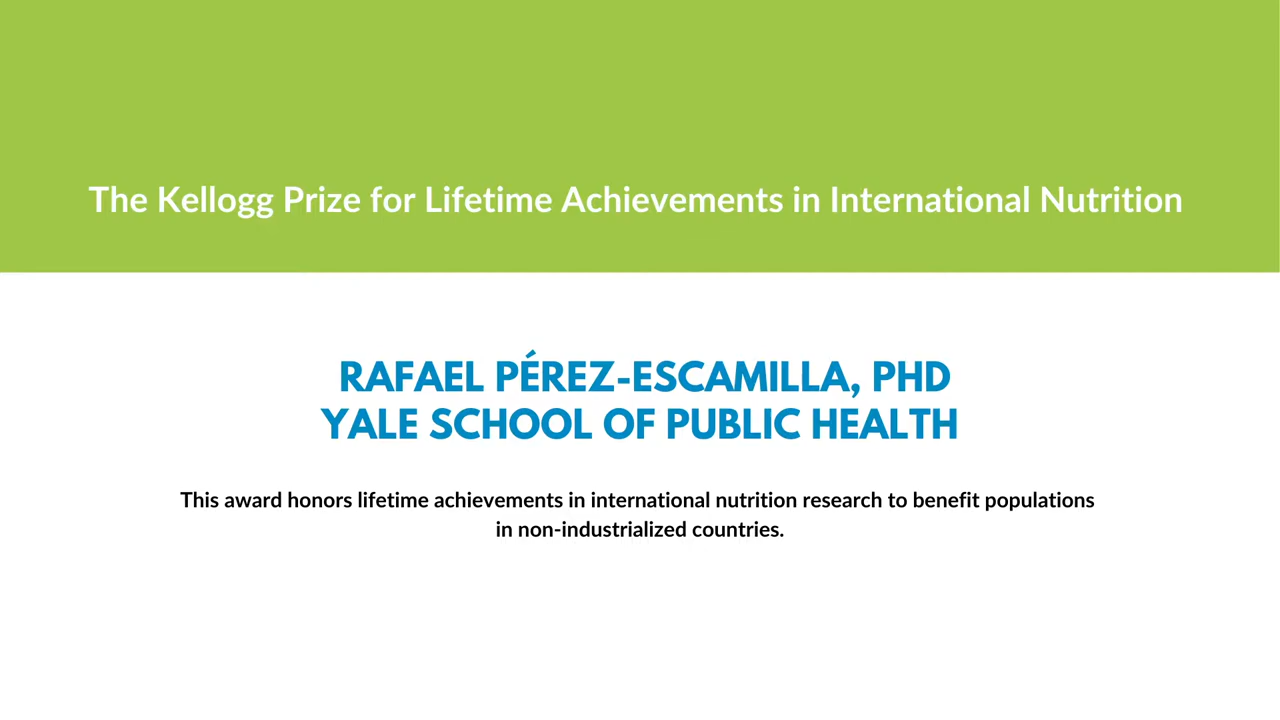 The Kellogg Prize for Lifetime Achievements in International Nutrition
RAFAEL PÉREZ-ESCAMILLA, PHD
YALE SCHOOL OF PUBLIC HEALTH
This award honors lifetime achievements in international nutrition research to benefit populations
in non-industrialized countries.